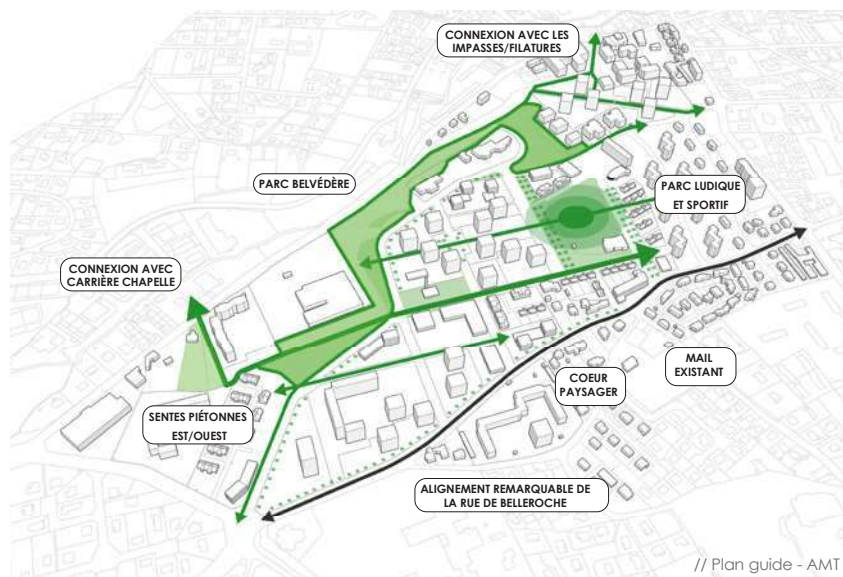 CONNEXION AVEC LES
IMPASSES/FILATURES
PARC BELVÉDÈRE
PARC LUDIQUE
ET SPORTIF
CONNEXION AVEC
CARRIÈRE CHAPELLE
MAIL
EXISTANT
COEUR
PAYSAGER
SENTES PIÉTONNES
EST/OUEST
ALIGNEMENT REMARQUABLE DE
LA RUE DE BELLEROCHE
// Plan guide - AMT